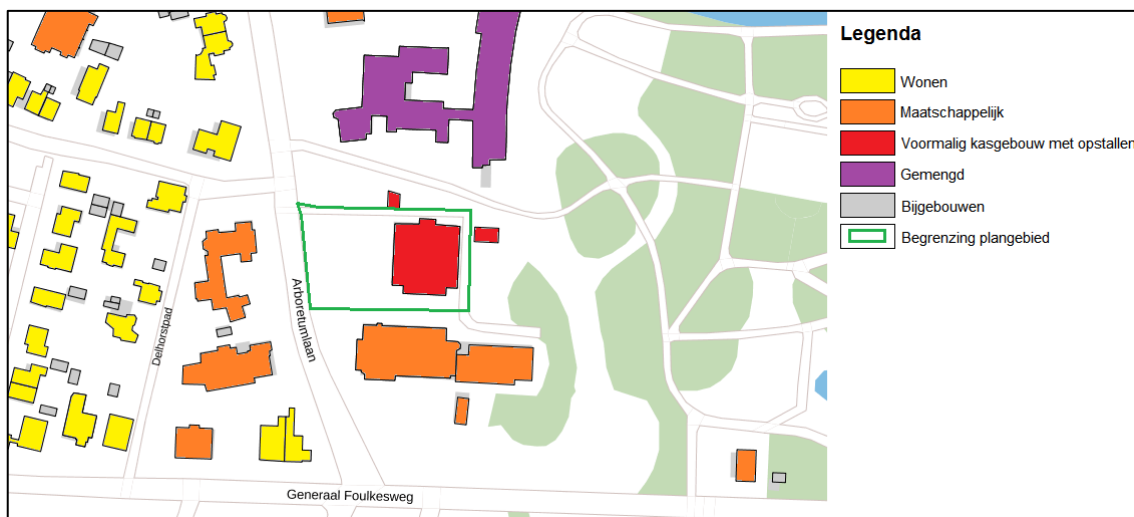 Legenda
Wonen
Maatschappelijk
Voormalig kasgebouw met opstallen
Gemengd
Bijgebouwen
Begrenzing plangebied
Arboretumlaan
Delhorstpad
Generaal Foulkesweg